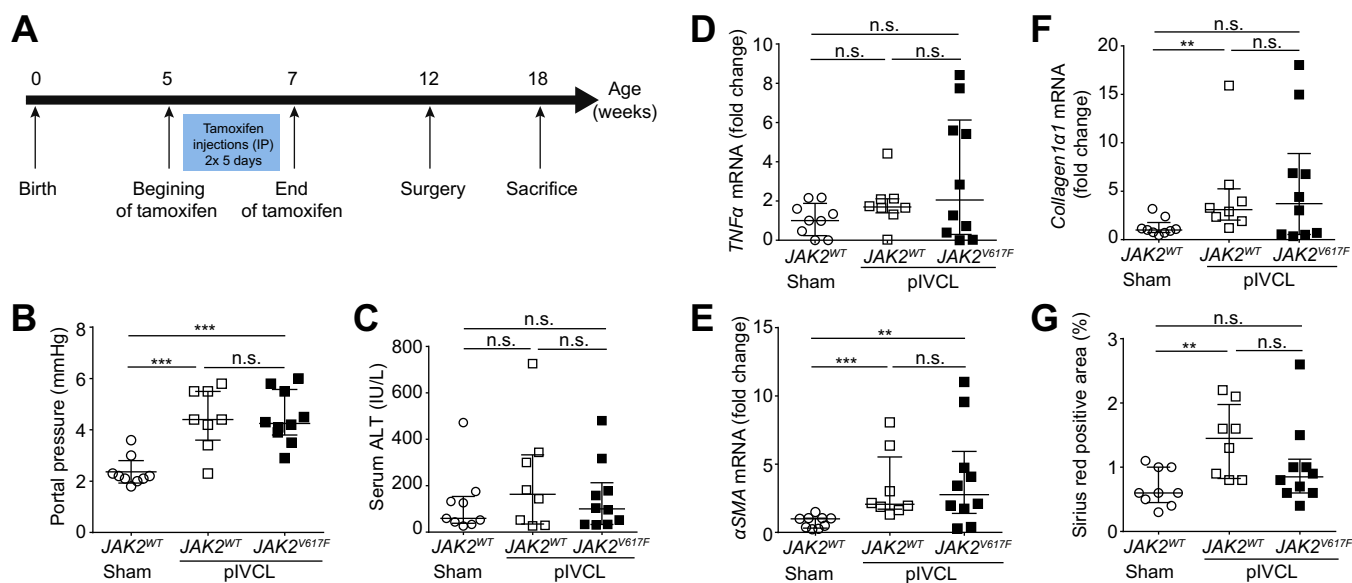 A
0 5 7 12 18
Age
(weeks)
Tamoxifen
injections (IP)
2x 5 days
Birth
Begining
of tamoxifen
End
of tamoxifen
Surgery
Sacrifice
B
Portal pressure (mmHg)
8
6
4
2
0
***
*** n.s.
JAK2WT JAK2WT JAK2V617F
Sham pIVCL
C
Serum ALT (IU/L)
800
600
400
200
0
n.s.
n.s. n.s.
JAK2WT JAK2WT JAK2V617F
Sham pIVCL
D
TNFα mRNA (fold change)
10
8
6
4
2
0
n.s.
n.s. n.s.
JAK2WT JAK2WT JAK2V617F
Sham pIVCL
E
αSMA mRNA (fold change)
15
10
5
0
**
*** n.s.
JAK2WT JAK2WT JAK2V617F
Sham pIVCL
F
Collagen1α1 mRNA
(fold change)
20
15
10
5
0
n.s.
** n.s.
JAK2WT JAK2WT JAK2V617F
Sham pIVCL
G
Sirius red positive area (%)
3
2
1
0
n.s.
** n.s.
JAK2WT JAK2WT JAK2V617F
Sham pIVCL